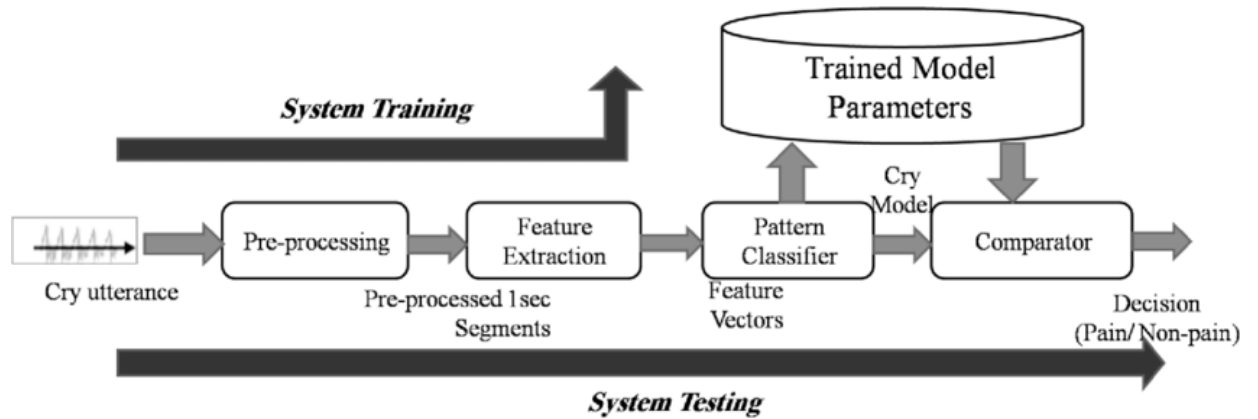 Trained Model
Parameters
System Training
Cry
Model
Pre-processing
Feature
Extraction
Pattern
Classifier
Comparator
Cry utterance
Pre-processed 1sec
Segments
Feature
Vectors
Decision
(Pain/ Non-pain)
System Testing